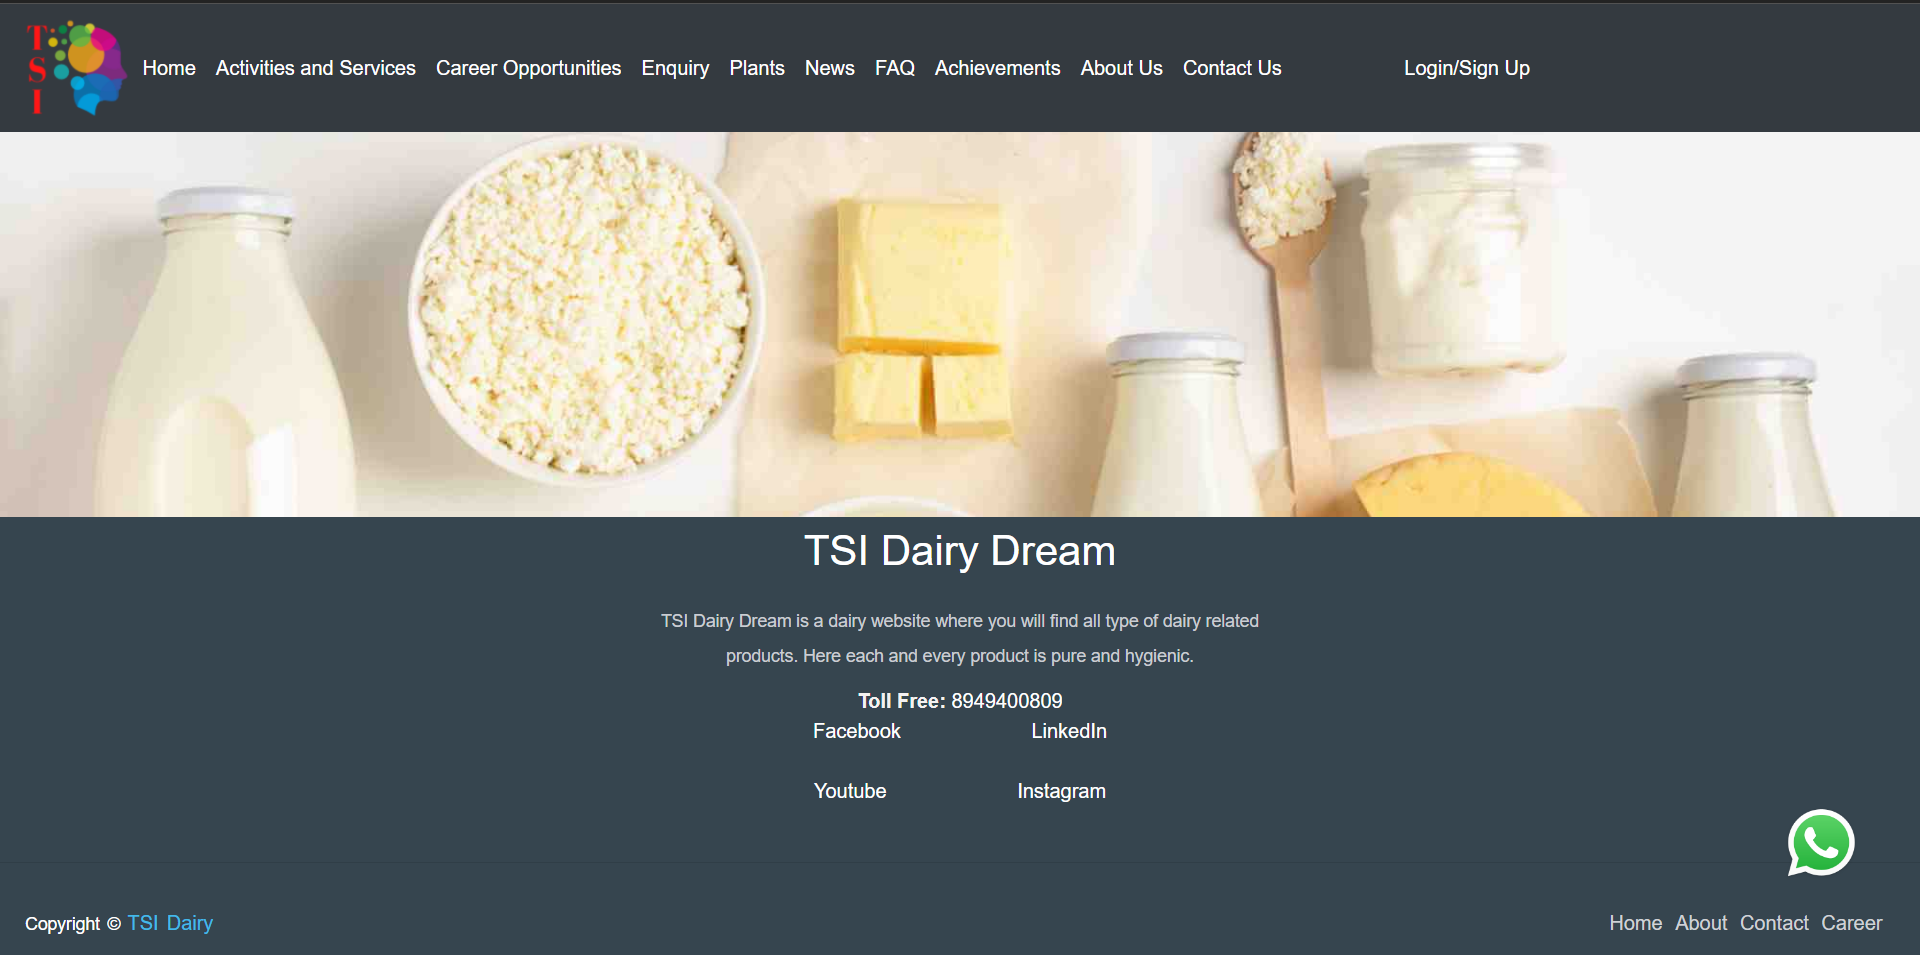 T
S
I
Home Activities and Services Career Opportunities Enquiry Plants News FAQ Achievements About Us Contact Us Login/Sign Up
TSI Dairy Dream
TSI Dairy Dream is a dairy website where you will find all type of dairy related
products. Here each and every product is pure and hygienic.
Toll Free: 8949400809
Facebook LinkedIn
Youtube Instagram
Copyright © TSI Dairy Home About Contact Career